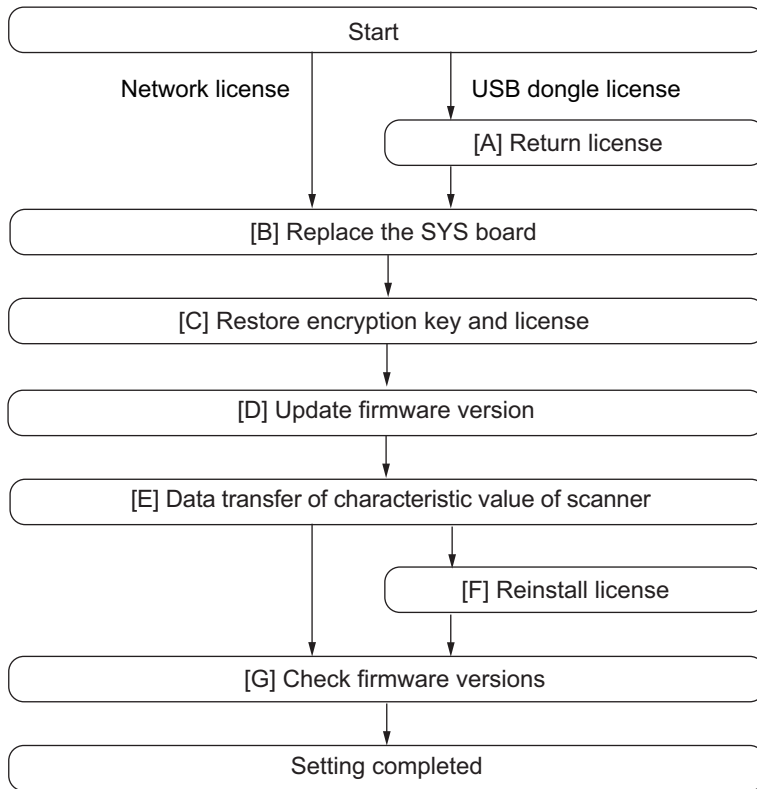 Start
Network license
USB dongle license
[A] Return license
[B] Replace the SYS board
[C] Restore encryption key and license
[D] Update firmware version
[E] Data transfer of characteristic value of scanner
[F] Reinstall license
[G] Check firmware versions
Setting completed